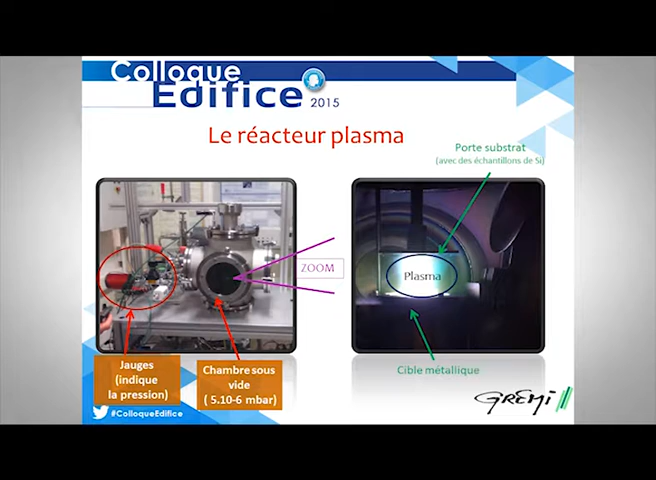 Colloque
Edifice 2015
Le réacteur plasma
Porte substrat
(avec des échantillons de Si)
ZOOM
Plasma
Jauges
(indique
la pression)
Chambre sous
vide
( 5.10-6 mbar)
Cible métallique
GREMI
#ColloqueEdifice